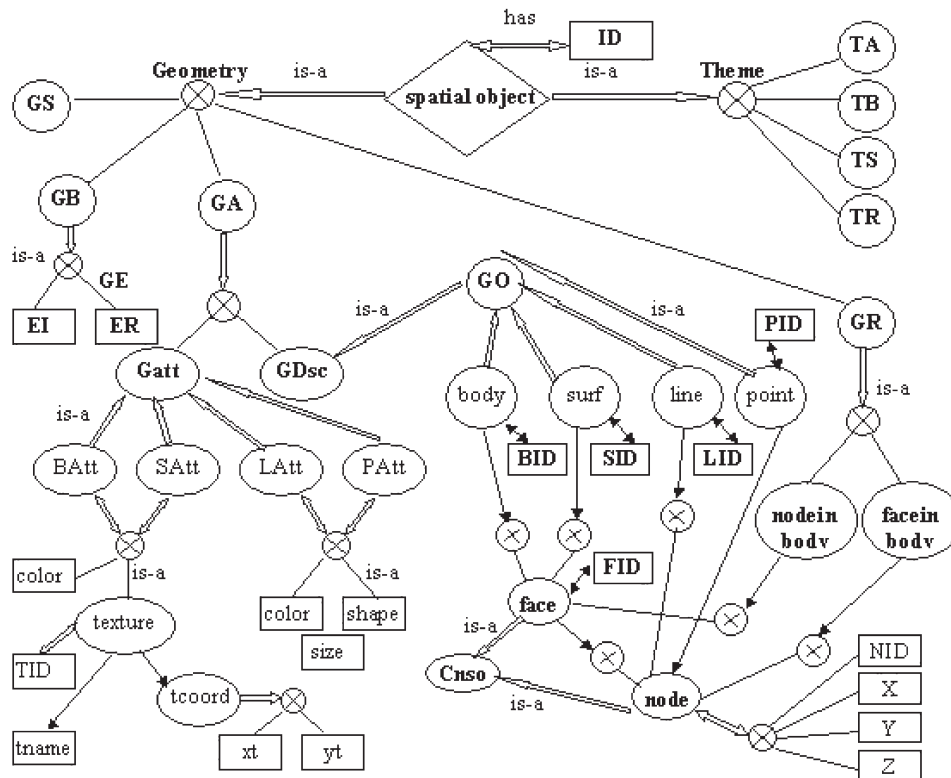 has
ID
TA
Geometry
is-a
is-a
Theme
GS
spatial object
TB
TS
GB
GA
TR
is-a
GE
GO
EI
ER
is-a
is-a
PID
GR
Gatt
GDsc
body
surf
line
point
is-a
is-a
BAtt
SAtt
LAtt
PAtt
BID
SID
LID
nodein
body
facein
body
color
is-a
is-a
FID
texture
color
shape
face
size
is-a
TID
Cnso
NID
tcoord
is-a
node
X
tname
xt
yt
Y
Z